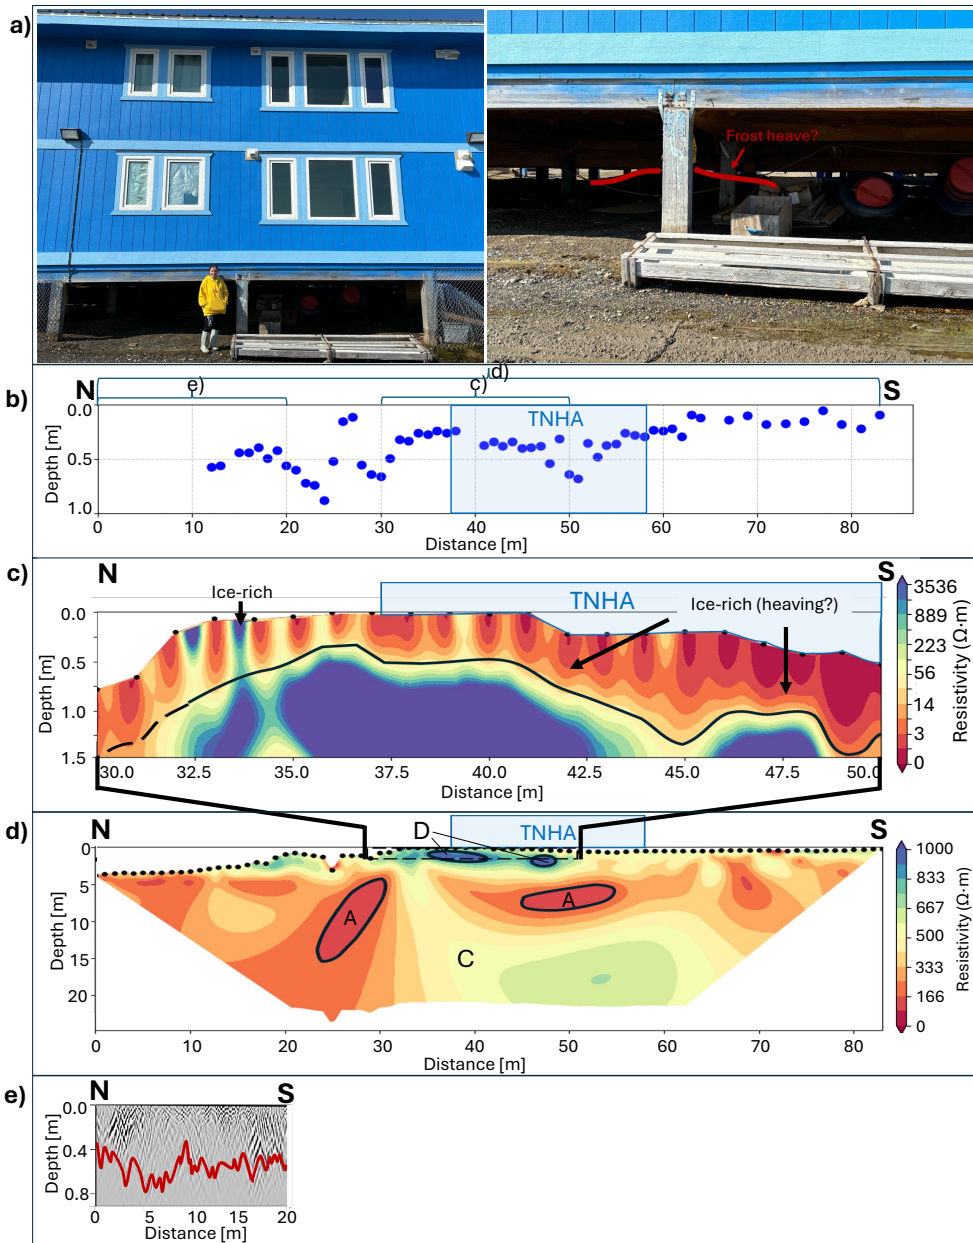 a)
Frost heave?
b)
N
e)
c)
d)
S
TNHA
0.0
0.5
1.0
Depth [m]
0 10 20 30 40 50 60 70 80
Distance [m]
c)
N
S
Ice-rich
TNHA
Ice-rich (heaving?)
0.0
0.5
1.0
1.5
Depth [m]
30.0 32.5 35.0 37.5 40.0 42.5 45.0 47.5 50.0
Distance [m]
3536
889
223
56
14
3
0
Resistivity (Ω·m)
d)
N
D
TNHA
S
0
5
10
15
20
Depth [m]
A
A
C
0 10 20 30 40 50 60 70 80
Distance [m]
1000
833
667
500
333
166
0
Resistivity (Ω·m)
e)
N
S
0.0
0.4
0.8
Depth [m]
0 5 10 15 20
Distance [m]